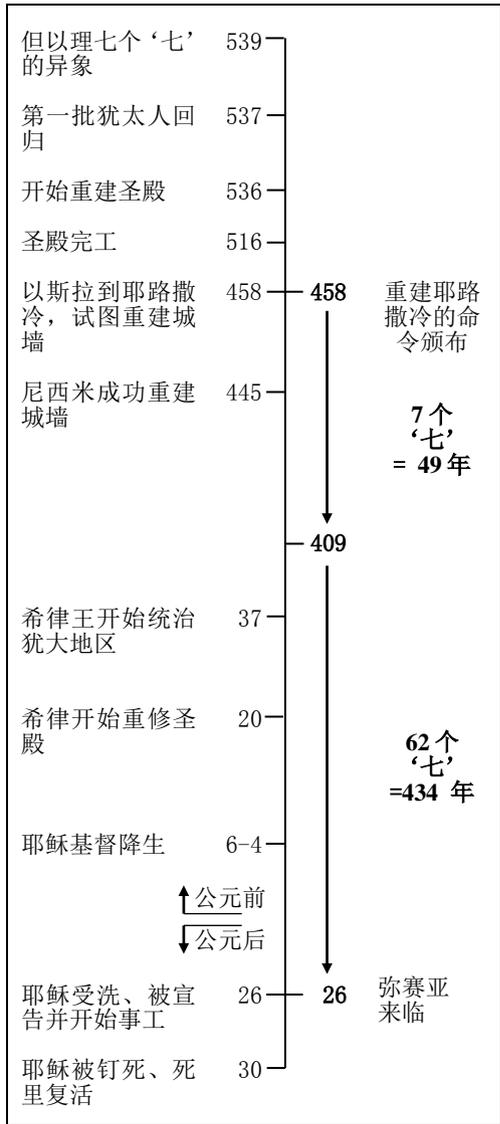 但以理七个‘七’ 539
的异象
第一批犹太人回 537
归
开始重建圣殿 536
圣殿完工 516
以斯拉到耶路撒 458 458 重建耶路
冷，试图重建城 撒冷的命
墙 令颁布
尼西米成功重建 445
城墙
7个
‘七’
= 49年
409
希律王开始统治 37
犹大地区
希律开始重修圣 20
殿
62个
‘七’
=434 年
耶稣基督降生 6-4
公元前
公元后
耶稣受洗、被宣 26 26 弥赛亚
告并开始事工 来临
耶稣被钉死、死 30
里复活